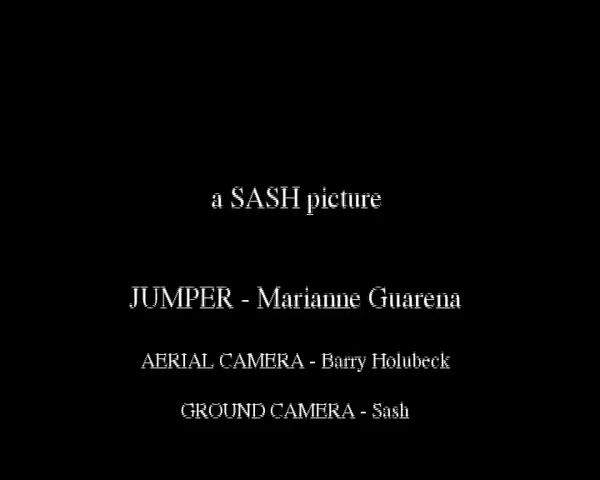 a SASH picture
JUMPER - Marianne Guarena
AERIAL CAMERA - Barry Holubeck
GROUND CAMERA - Sash